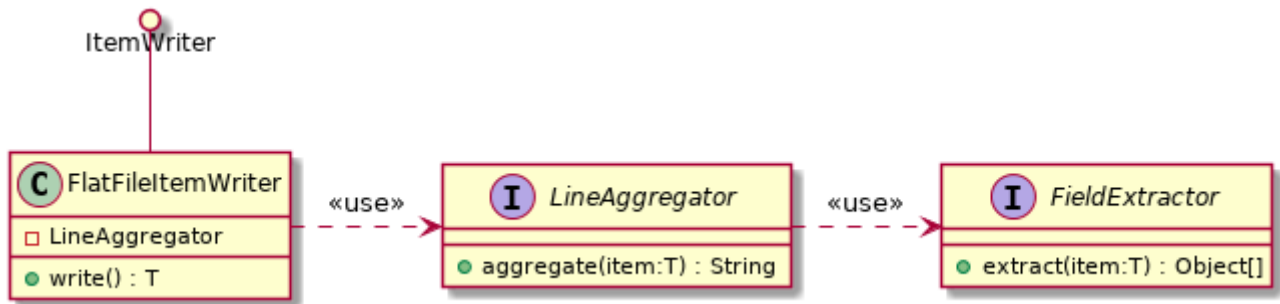 ItemWriter
C FlatFileItemWriter
LineAggregator
write() : T
«use»
I LineAggregator
aggregate(item:T) : String
«use»
I FieldExtractor
extract(item:T) : Object[]